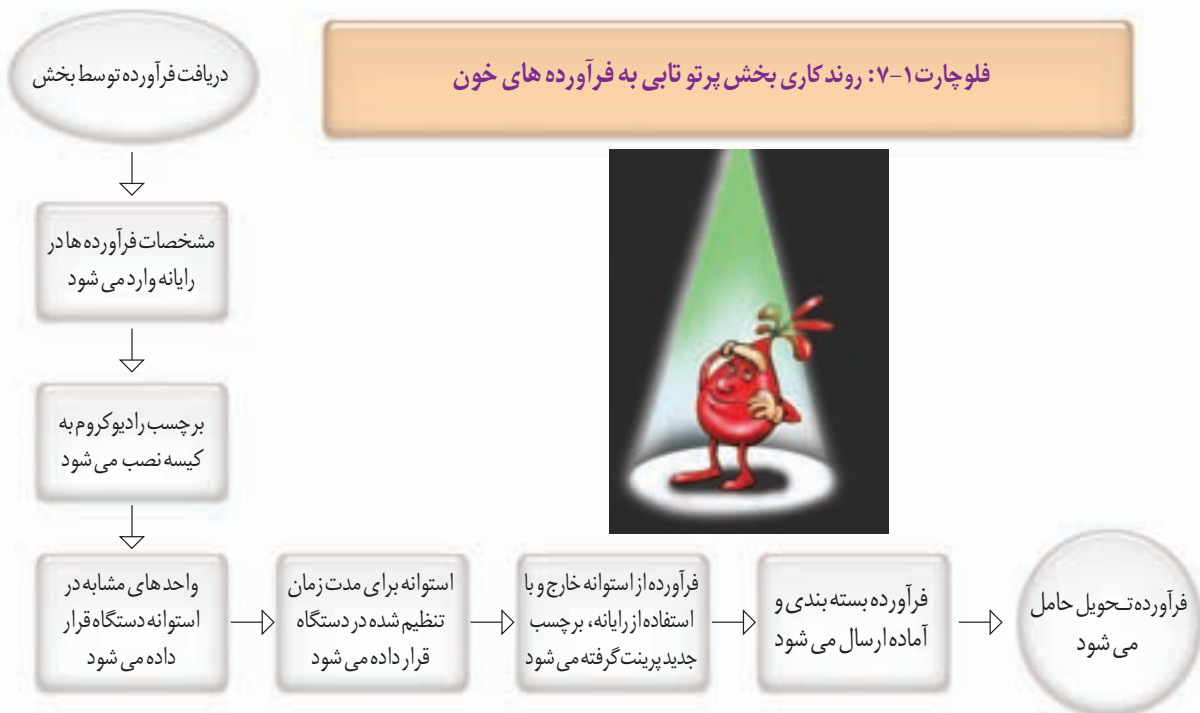 فلوچارت ۱-۷: روند کاری بخش پرتو تابی به فرآورده های خون
دریافت فرآورده توسط بخش
مشخصات فرآورده ها در
رایانه وارد می شود
برچسب رادیوکروم به
کیسه نصب می شود
واحدهای مشابه در
استوانه دستگاه قرار
داده می شود
استوانه برای مدت زمان
تنظیم شده در دستگاه
قرار داده می شود
فرآورده از استوانه خارج و با
استفاده از رایانه، برچسب
جدید پرینت گرفته می شود
فرآورده بسته بندی و
آماده ارسال می شود
فرآورده تحویل حامل
می شود